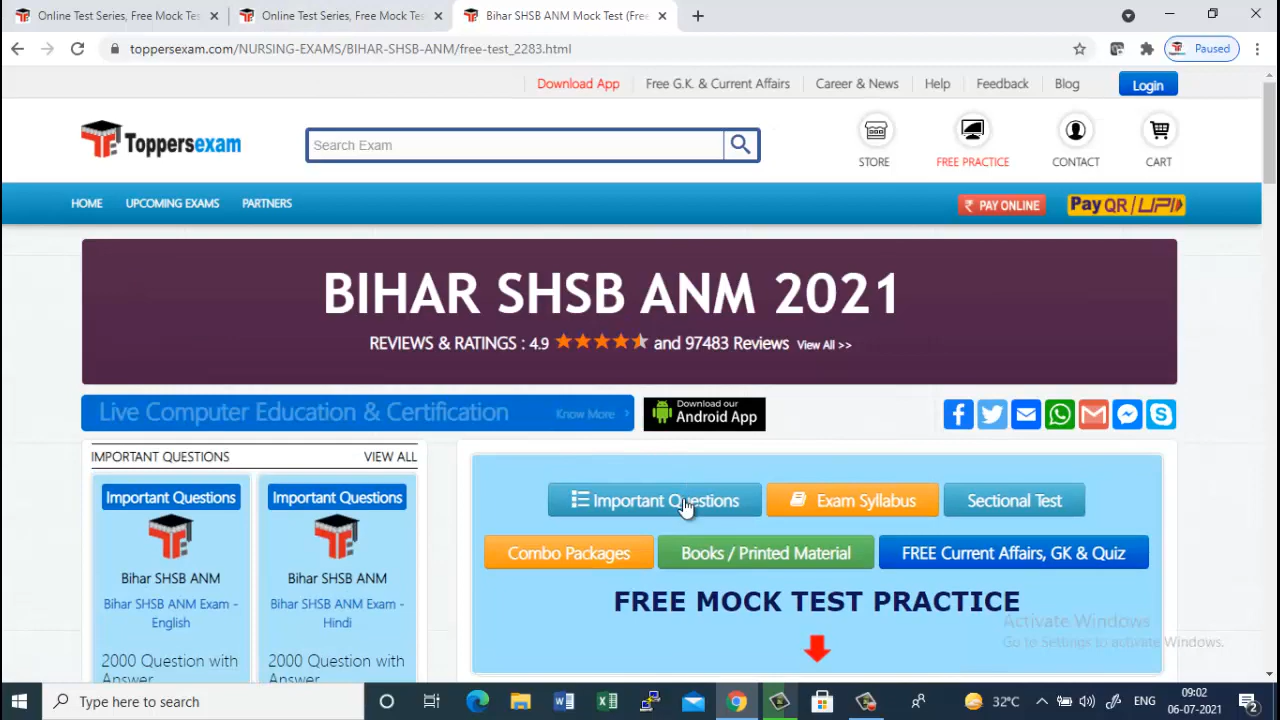 Online Test Series, Free Mock Tes
Online Test Series, Free Mock Tes
Bihar SHSB ANM Mock Test (Free
toppersexam.com/NURSING-EXAMS/BIHAR-SHSB-ANM/free-test_2283.html
Paused
Download App
Free G.K. & Current Affairs
Career & News
Help
Feedback
Blog
Login
Toppersexam
Search Exam
STORE
FREE PRACTICE
CONTACT
CART
HOME
UPCOMING EXAMS
PARTNERS
₹ PAY ONLINE
Pay QR/UPI
BIHAR SHSB ANM 2021
REVIEWS & RATINGS : 4.9 and 97483 Reviews View All >>
Live Computer Education & Certification
Know More
Download our
Android App
IMPORTANT QUESTIONS
VIEW ALL
Important Questions
Bihar SHSB ANM
Bihar SHSB ANM Exam -
English
2000 Question with
Answer
Important Questions
Bihar SHSB ANM
Bihar SHSB ANM Exam -
Hindi
2000 Question with
Answer
Important Questions
Exam Syllabus
Sectional Test
Combo Packages
Books / Printed Material
FREE Current Affairs, GK & Quiz
FREE MOCK TEST PRACTICE
Activate Windows
Go to Settings to activate Windows.
Type here to search
32°C
ENG
09:02
06-07-2021
2